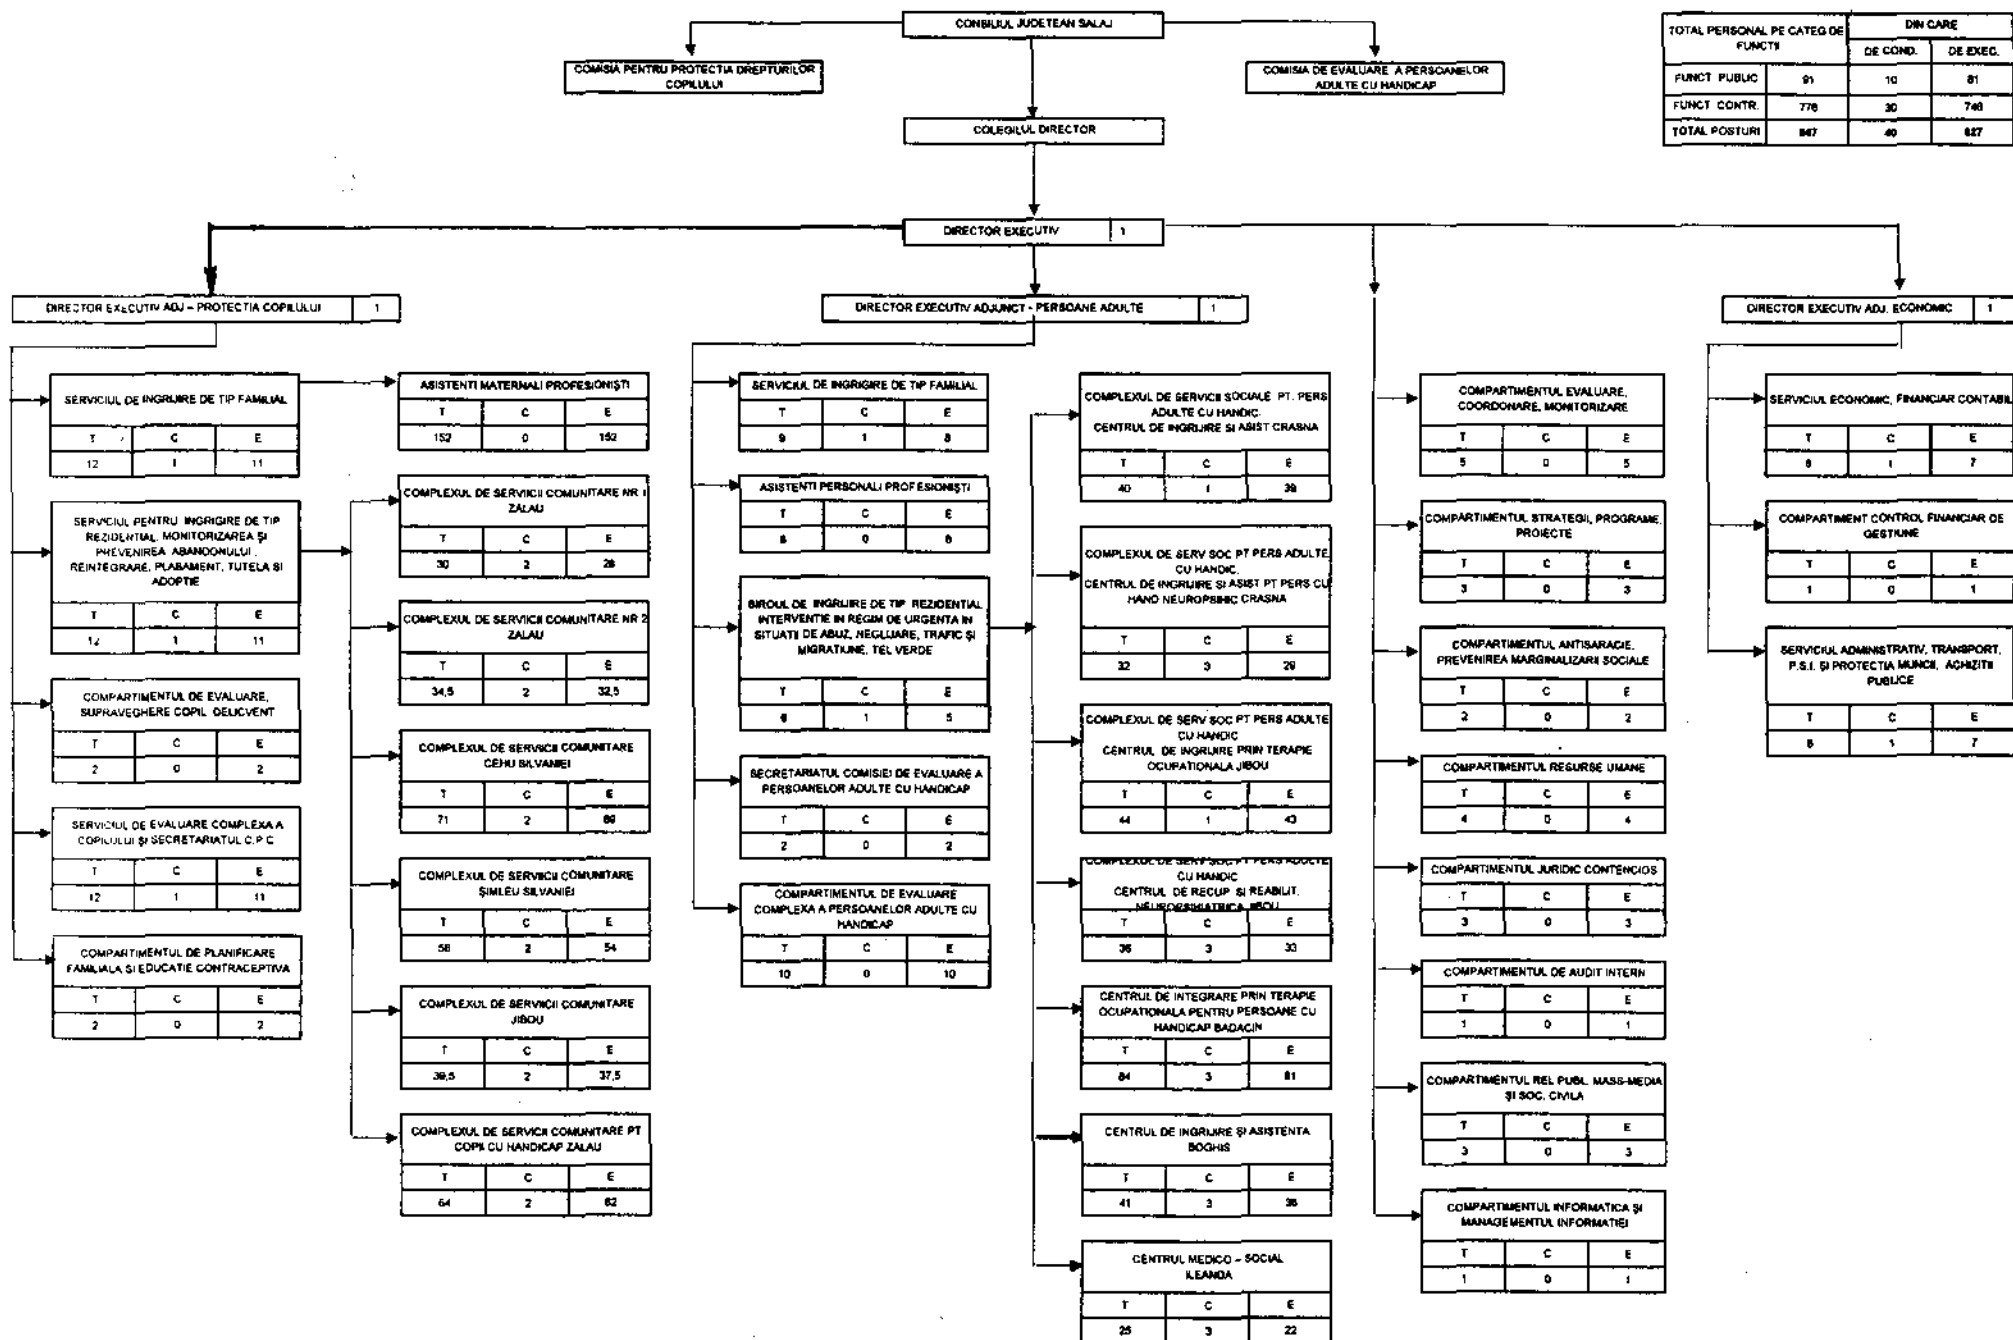 CONSILIUL JUDETEAN SALAJ
COMISIA PENTRU PROTECTIA DREPTURILOR
COPILULUI
COMISIA DE EVALUARE A PERSOANELOR
ADULTE CU HANDICAP
TOTAL PERSONAL PE CATEG DE
FUNCTII
DIN CARE
DE COND. DE EXEC.
FUNCT PUBLIC 91 10 81
FUNCT CONTR. 776 30 746
TOTAL POSTURI 867 40 827
COLEGIUL DIRECTOR
DIRECTOR EXECUTIV 1
DIRECTOR EXECUTIV ADJ – PROTECTIA COPILULUI 1
DIRECTOR EXECUTIV ADJUNCT - PERSOANE ADULTE 1
DIRECTOR EXECUTIV ADJ. ECONOMIC 1
SERVICIUL DE INGRIJIRE DE TIP FAMILIAL
T C E
12 1 11
SERVICIUL PENTRU INGRIGIRE DE TIP
REZIDENTIAL, MONITORIZAREA ŞI
PREVENIREA ABANDONULUI,
REINTEGRARE, PLASAMENT, TUTELA SI
ADOPTIE
T C E
12 1 11
COMPARTIMENTUL DE EVALUARE,
SUPRAVEGHERE COPIL DELICVENT
T C E
2 0 2
SERVICIUL DE EVALUARE COMPLEXA A
COPILULUI ŞI SECRETARIATUL C.P.C
T C E
12 1 11
COMPARTIMENTUL DE PLANIFICARE
FAMILIALA SI EDUCATIE CONTRACEPTIVA
T C E
2 0 2
ASISTENTI MATERNALI PROFESIONIŞTI
T C E
152 0 152
COMPLEXUL DE SERVICII COMUNITARE NR 1
ZALAU
T C E
30 2 28
COMPLEXUL DE SERVICII COMUNITARE NR 2
ZALAU
T C E
34,5 2 32,5
COMPLEXUL DE SERVICII COMUNITARE
CEHU SILVANIEI
T C E
71 2 69
COMPLEXUL DE SERVICII COMUNITARE
ŞIMLEU SILVANIEI
T C E
56 2 54
COMPLEXUL DE SERVICII COMUNITARE
JIBOU
T C E
39,5 2 37,5
COMPLEXUL DE SERVICII COMUNITARE PT
COPII CU HANDICAP ZALAU
T C E
64 2 62
SERVICIUL DE INGRIGIRE DE TIP FAMILIAL
T C E
9 1 8
ASISTENTI PERSONALI PROFESIONIŞTI
T C E
0
BIROUL DE INGRIJIRE DE TIP REZIDENTIAL
INTERVENTIE IN REGIM DE URGENTA IN
SITUATII DE ABUZ, NEGLIJARE, TRAFIC ŞI
MIGRATIUNE, TEL VERDE
T C E
6 1 5
SECRETARIATUL COMISIEI DE EVALUARE A
PERSOANELOR ADULTE CU HANDICAP
T C E
2 0 2
COMPARTIMENTUL DE EVALUARE
COMPLEXA A PERSOANELOR ADULTE CU
HANDICAP
T C E
10 0 10
COMPLEXUL DE SERVICII SOCIALE PT. PERS
ADULTE CU HANDIC.
CENTRUL DE INGRIJIRE SI ASIST CRASNA
T C E
40 1 39
COMPLEXUL DE SERV SOC PT PERS ADULTE
CU HANDIC.
CENTRUL DE INGRIJIRE SI ASIST PT PERS CU
HAND NEUROPSIHIC CRASNA
T C E
32 3 29
COMPLEXUL DE SERV SOC PT PERS ADULTE
CU HANDIC
CENTRUL DE INGRIJIRE PRIN TERAPIE
OCUPATIONALA JIBOU
T C E
44 1 43
COMPLEXUL DE SERV SOC PT PERS ADULTE
CU HANDIC
CENTRUL DE RECUP SI REABILIT.
NEUROPSIHIATRICA JIBOU
T C E
36 3 33
CENTRUL DE INTEGRARE PRIN TERAPIE
OCUPATIONALA PENTRU PERSOANE CU
HANDICAP BADACIN
T C E
84 3 81
CENTRUL DE INGRIJIRE ŞI ASISTENTA
BOGHIS
T C E
41 3 38
CENTRUL MEDICO – SOCIAL
ILEANDA
T C E
25 3 22
COMPARTIMENTUL EVALUARE,
COORDONARE, MONITORIZARE
T C E
5 0 5
COMPARTIMENTUL STRATEGII, PROGRAME,
PROIECTE
T C E
3 0 3
COMPARTIMENTUL ANTISARACIE,
PREVENIREA MARGINALIZARII SOCIALE
T C E
2 0 2
COMPARTIMENTUL RESURSE UMANE
T C E
4 0 4
COMPARTIMENTUL JURIDIC CONTENCIOS
T C E
3 0 3
COMPARTIMENTUL DE AUDIT INTERN
T C E
1 0 1
COMPARTIMENTUL REL PUBL. MASS-MEDIA
ŞI SOC. CIVILA
T C E
3 0 3
COMPARTIMENTUL INFORMATICA ŞI
MANAGEMENTUL INFORMATIEI
T C E
1 0 1
SERVICIUL ECONOMIC, FINANCIAR CONTABIL
T C E
8 1 7
COMPARTIMENT CONTROL FINANCIAR DE
GESTIUNE
T C E
1 0 1
SERVICIUL ADMINISTRATIV, TRANSPORT,
P.S.I. ŞI PROTECTIA MUNCII, ACHIZITII
PUBLICE
T C E
8 1 7